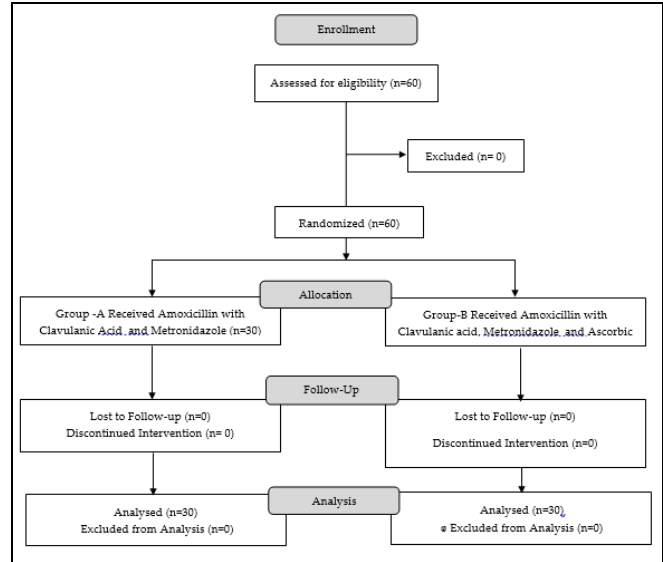 Enrollment
Assessed for eligibility (n=60)
Excluded (n= 0)
Randomized (n=60)
Allocation
Group -A Received Amoxicillin with
Clavulanic Acid, and Metronidazole (n=30)
Group-B Received Amoxicillin with
Clavulanic acid, Metronidazole, and Ascorbic
Follow-Up
Lost to Follow-up (n=0)
Discontinued Intervention (n= 0)
Lost to Follow-up (n=0)
Discontinued Intervention (n=0)
Analysis
Analysed (n=30)
Excluded from Analysis (n=0)
Analysed (n=30)
Excluded from Analysis (n=0)